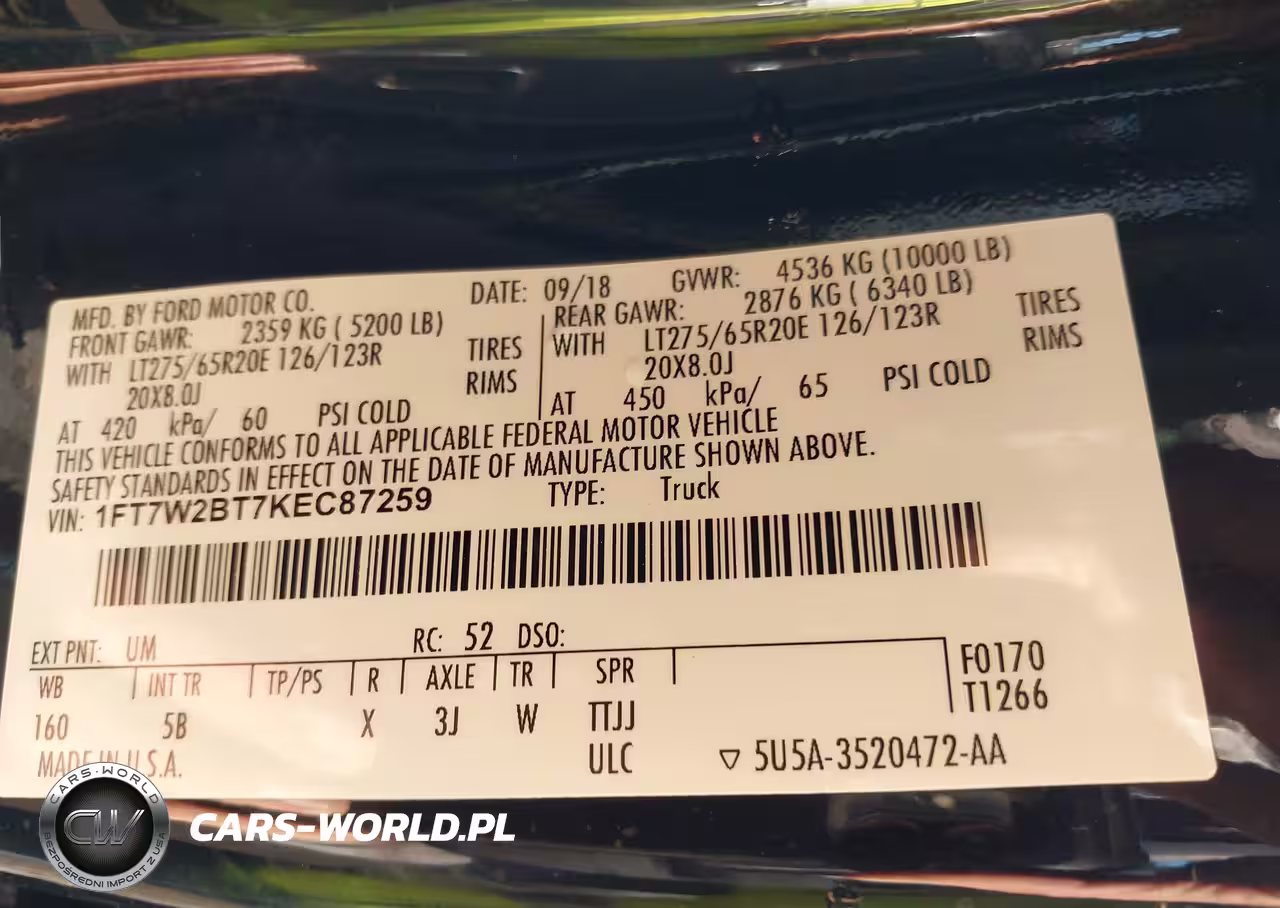 MFD. BY FORD MOTOR CO. DATE: 09/18 GVWR: 4536 KG (10000 LB)
FRONT GAWR: 2359 KG ( 5200 LB) REAR GAWR: 2876 KG ( 6340 LB)
WITH LT275/65R20E 126/123R TIRES WITH LT275/65R20E 126/123R TIRES
20X8.0J RIMS 20X8.0J RIMS
AT 420 kPa/ 60 PSI COLD AT 450 kPa/ 65 PSI COLD
THIS VEHICLE CONFORMS TO ALL APPLICABLE FEDERAL MOTOR VEHICLE
SAFETY STANDARDS IN EFFECT ON THE DATE OF MANUFACTURE SHOWN ABOVE.
VIN: 1FT7W2BT7KEC87259 TYPE: Truck
EXT PNT: UM RC: 52 DSO:
WB INT TR TP/PS R AXLE TR SPR F0170
160 5B X 3J W TTJJ T1266
MADE IN U.S.A. ULC ▽ 5U5A-3520472-AA
CARS-WORLD
CW
BEZPOŚREDNI IMPORT Z USA
CARS-WORLD.PL